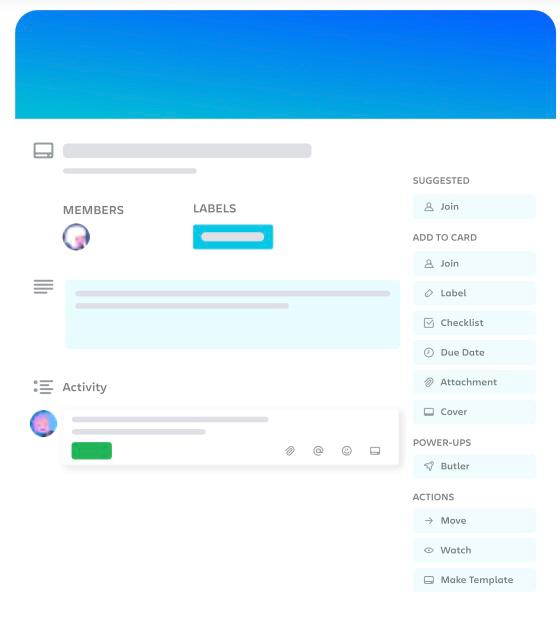 MEMBERS
LABELS
Activity
SUGGESTED
Join
ADD TO CARD
Join
Label
Checklist
Due Date
Attachment
Cover
POWER-UPS
Butler
ACTIONS
Move
Watch
Make Template